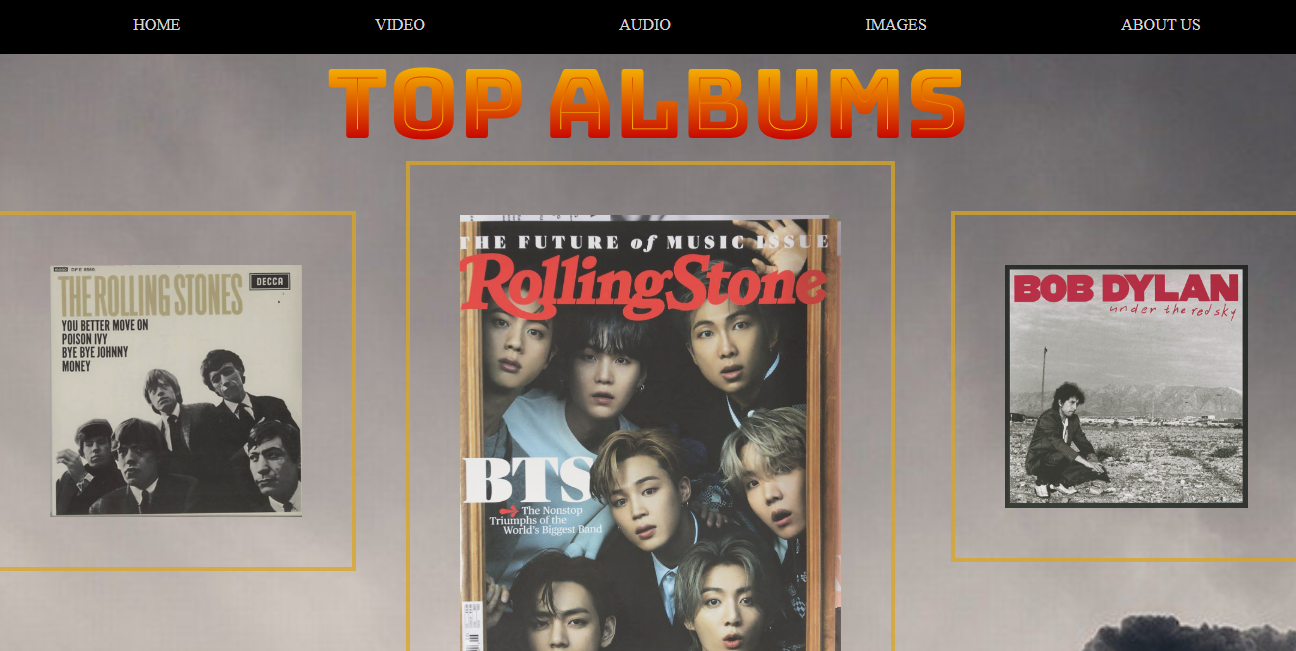 HOME VIDEO AUDIO IMAGES ABOUT US
TOP ALBUMS
THE ROLLING STONES
DECCA
YOU BETTER MOVE ON
POISON IVY
BYE BYE JOHNNY
MONEY
THE FUTURE of MUSIC ISSUE
RollingStone
BTS
The Nonstop
Triumphs of the
World's Biggest Band
BOB DYLAN
under the red sky